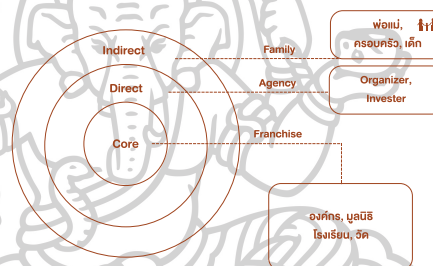 พ่อแม่,
ครอบครัว, เด็ก
Indirect
Family
Direct
Agency
Organizer,
Invester
Core
Franchise
องค์กร, มูลนิธิ
โรงเรียน, วัด